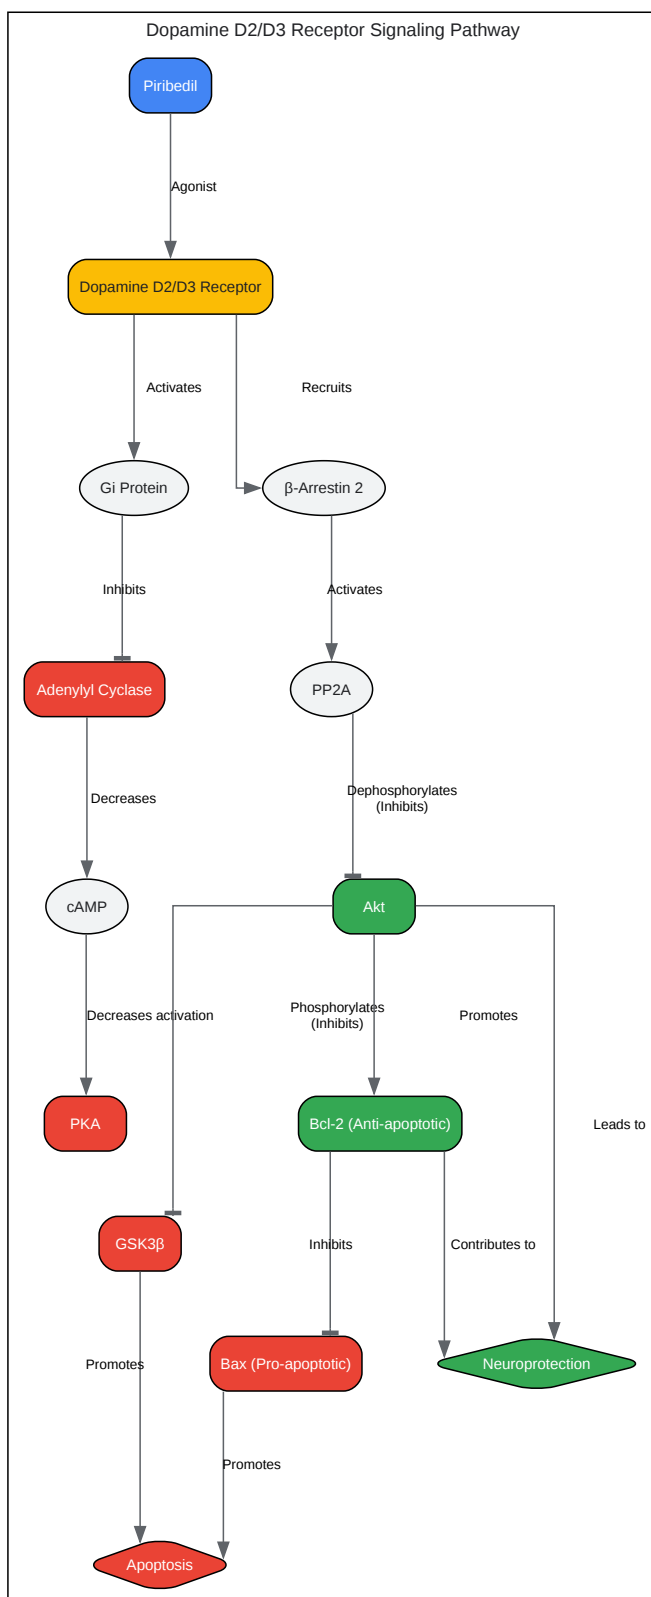 Dopamine D2/D3 Receptor Signaling Pathway
Piribedil
Agonist
Dopamine D2/D3 Receptor
Activates
Recruits
Gi Protein
β-Arrestin 2
Inhibits
Activates
Adenylyl Cyclase
PP2A
Decreases
Dephosphorylates
(Inhibits)
cAMP
Akt
Decreases activation
Phosphorylates
(Inhibits)
Promotes
PKA
Bcl-2 (Anti-apoptotic)
Leads to
GSK3β
Inhibits
Contributes to
Promotes
Bax (Pro-apoptotic)
Neuroprotection
Promotes
Apoptosis